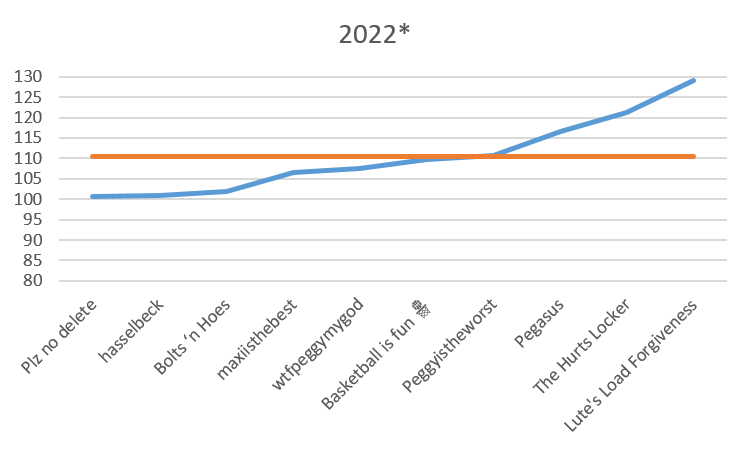 2022*
130
125
120
115
110
105
100
95
90
85
80
Plz no delete
hasselbeck
Bolts ‘n Hoes
maxiisthebest
wtfpeggymygod
Basketball is fun
Peggyistheworst
Pegasus
The Hurts Locker
Lute's Load Forgiveness